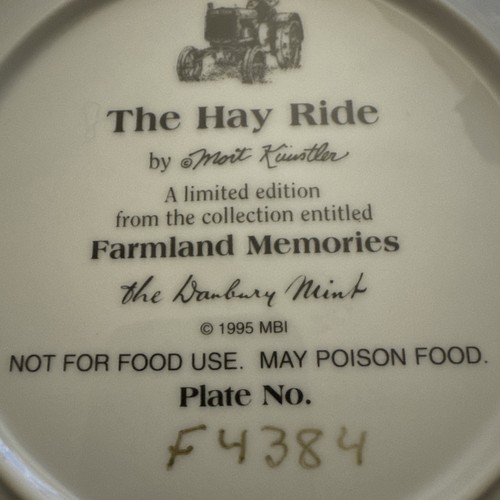 The Hay Ride
by © Mort Künstler
A limited edition
from the collection entitled
Farmland Memories
the Danbury Mint
© 1995 MBI
NOT FOR FOOD USE. MAY POISON FOOD.
Plate No.
F4384